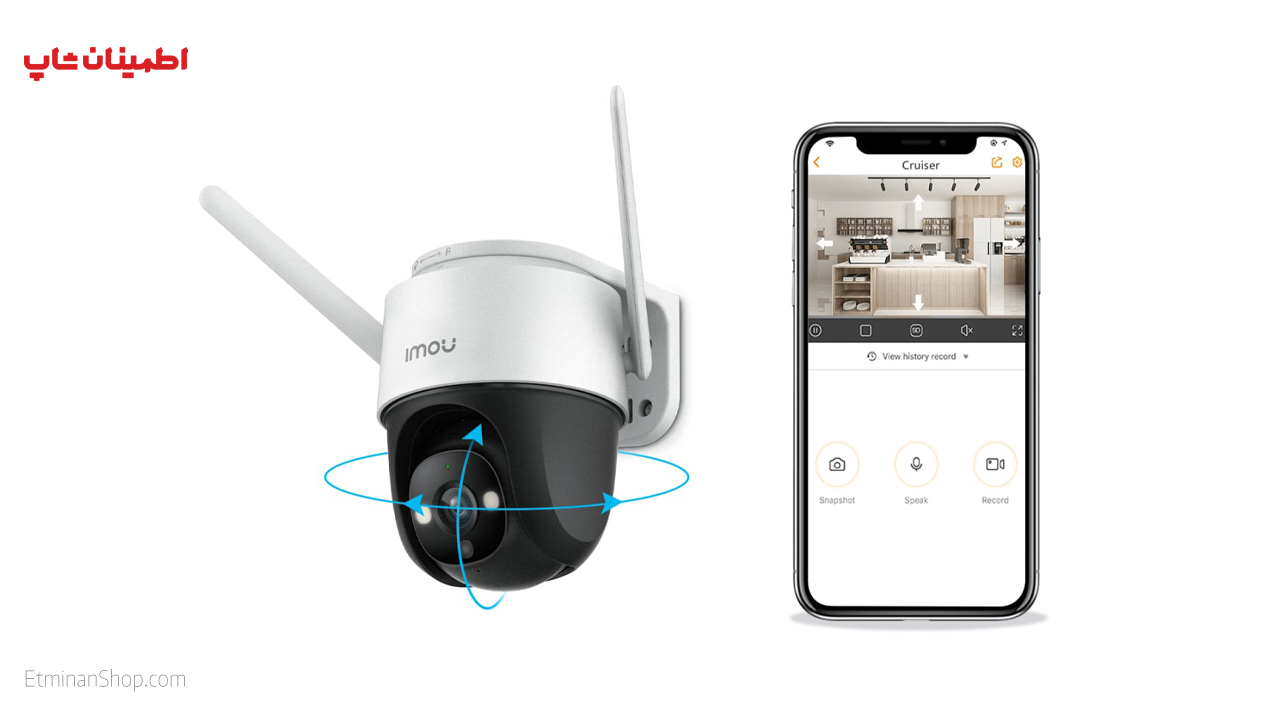 اطمینان شاپ
imou
Cruiser
SD
View history record
Snapshot
Speak
Record
EtminanShop.com